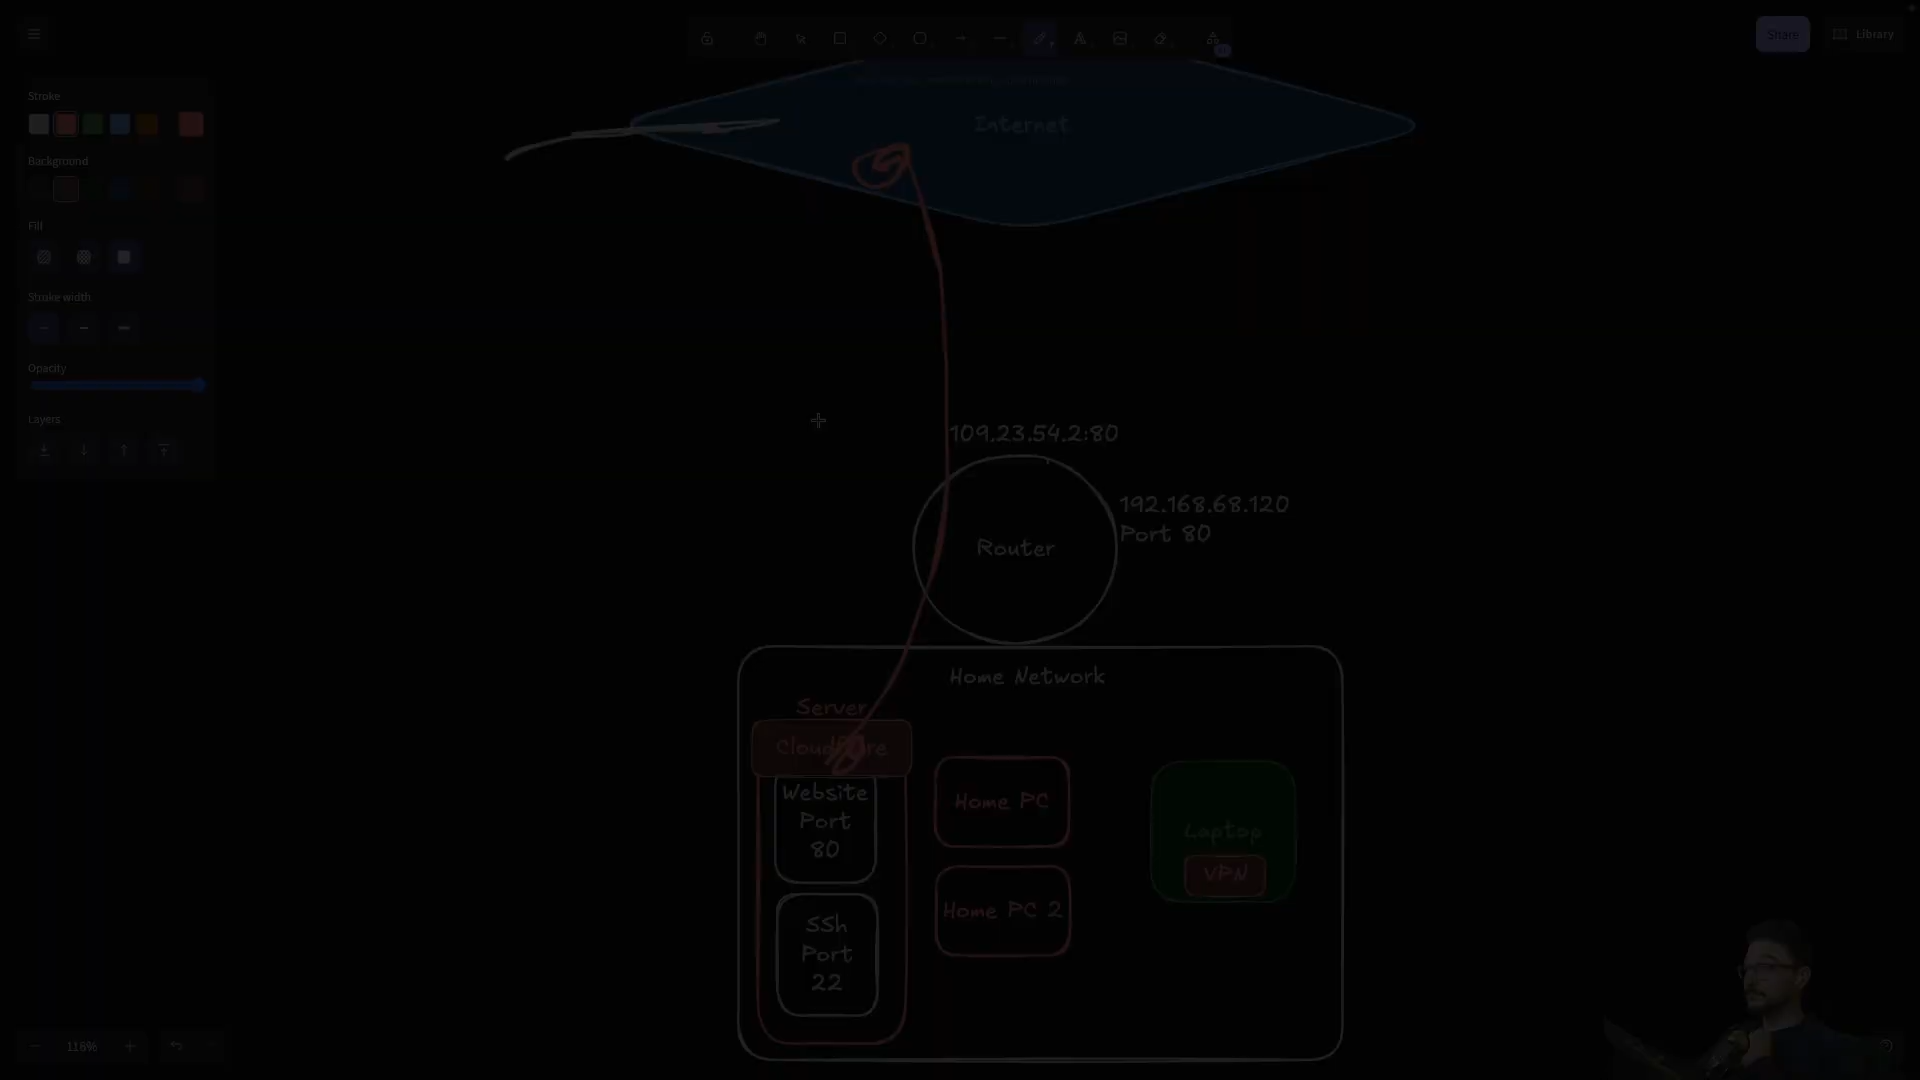 Share
Library
Stroke
Background
Fill
Stroke width
Opacity
Layers
Internet
109.23.54.2:80
192.168.68.120
Port 80
Router
Home Network
Server
Cloudflare
Website
Port
80
SSh
Port
22
Home PC
Home PC 2
Laptop
VPN
116%